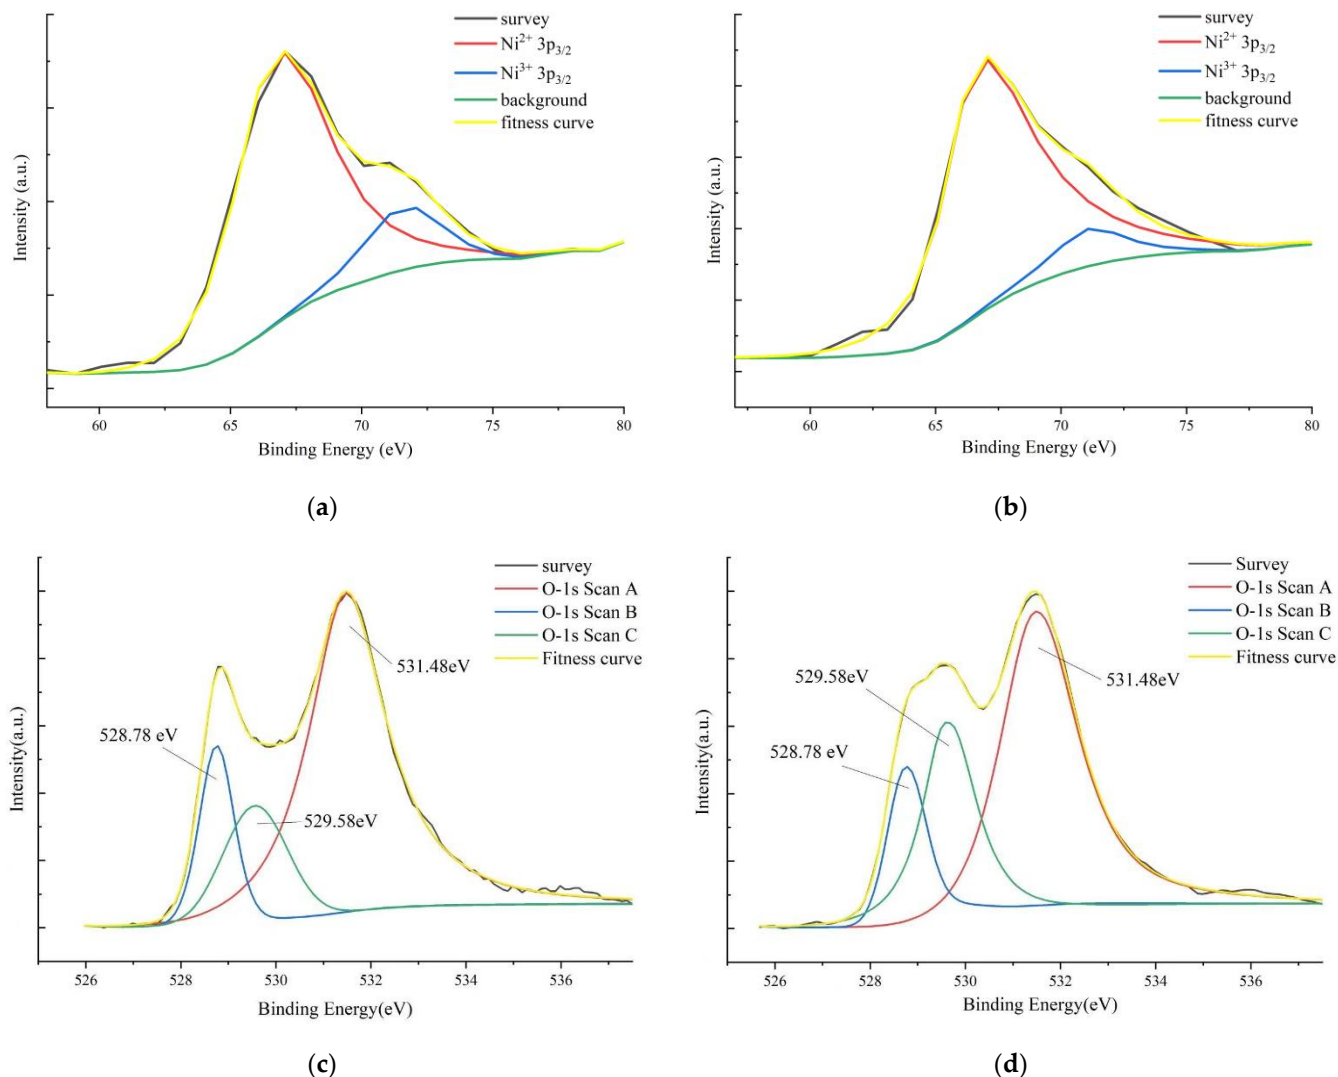 survey
Ni²⁺ 3p₃/₂
Ni³⁺ 3p₃/₂
background
fitness curve
Intensity (a.u.)
60 65 70 75 80
Binding Energy (eV)
(a)
survey
Ni²⁺ 3p₃/₂
Ni³⁺ 3p₃/₂
background
fitness curve
Intensity (a.u.)
60 65 70 75 80
Binding Energy (eV)
(b)
survey
O-1s Scan A
O-1s Scan B
O-1s Scan C
Fitness curve
531.48eV
528.78 eV
529.58eV
Intensity(a.u.)
526 528 530 532 534 536
Binding Energy(eV)
(c)
Survey
O-1s Scan A
O-1s Scan B
O-1s Scan C
Fitness curve
529.58eV
531.48eV
528.78 eV
Intensity(a.u.)
526 528 530 532 534 536
Binding Energy(eV)
(d)